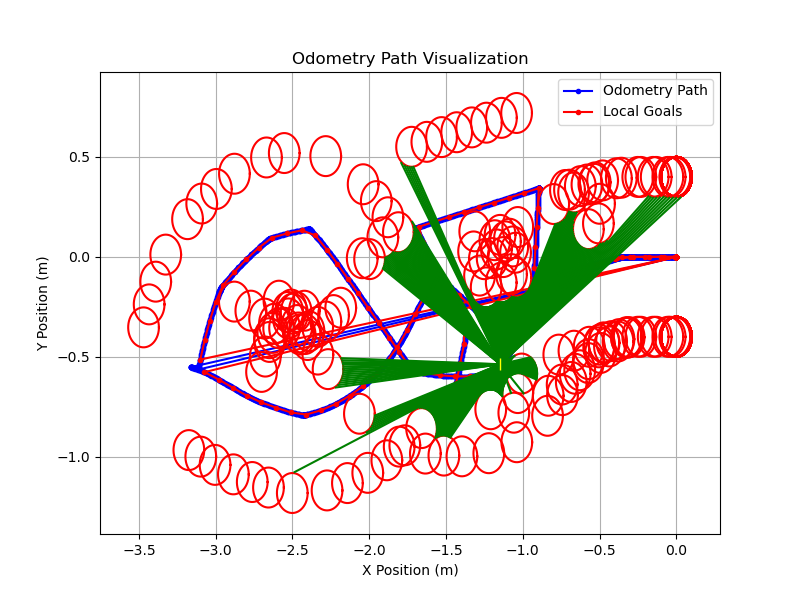 Odometry Path Visualization
Odometry Path
Local Goals
Y Position (m)
0.5
0.0
−0.5
−1.0
−3.5 −3.0 −2.5 −2.0 −1.5 −1.0 −0.5 0.0
X Position (m)